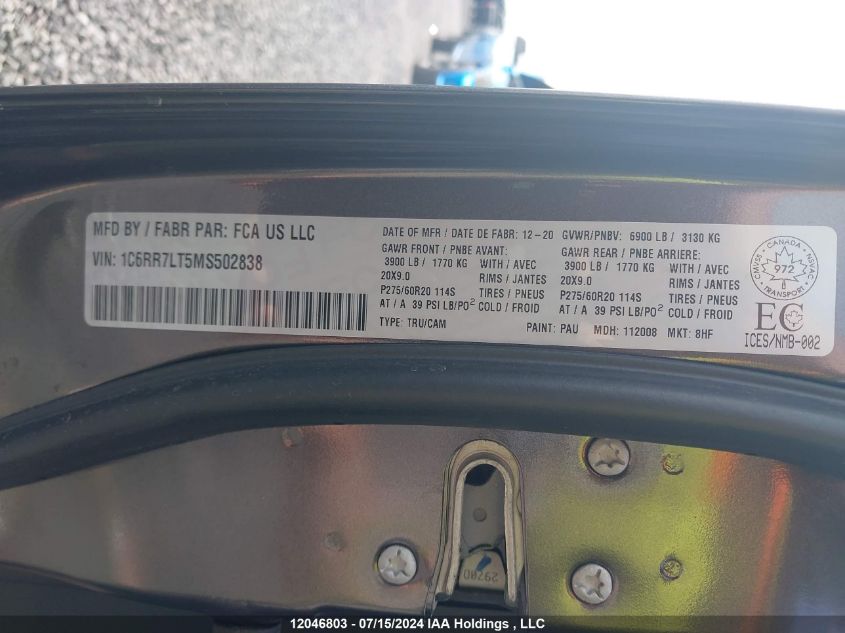 MFD BY / FABR PAR: FCA US LLC
VIN: 1C6RR7LT5MS502838
DATE OF MFR / DATE DE FABR: 12-20 GVWR/PNBV: 6900 LB / 3130 KG
GAWR FRONT / PNBE AVANT: GAWR REAR / PNBE ARRIERE:
3900 LB / 1770 KG WITH / AVEC 3900 LB / 1770 KG WITH / AVEC
20X9.0 RIMS / JANTES 20X9.0 RIMS / JANTES
P275/60R20 114S TIRES / PNEUS P275/60R20 114S TIRES / PNEUS
AT / A 39 PSI LB/PO² COLD / FROID AT / A 39 PSI LB/PO² COLD / FROID
TYPE: TRU/CAM PAINT: PAU MDH: 112008 MKT: 8HF
CANADA
CMVSS NSVAC
972
8
TRANSPORT
EC
ICES/NMB-002
29780
12046803 - 07/15/2024 IAA Holdings , LLC